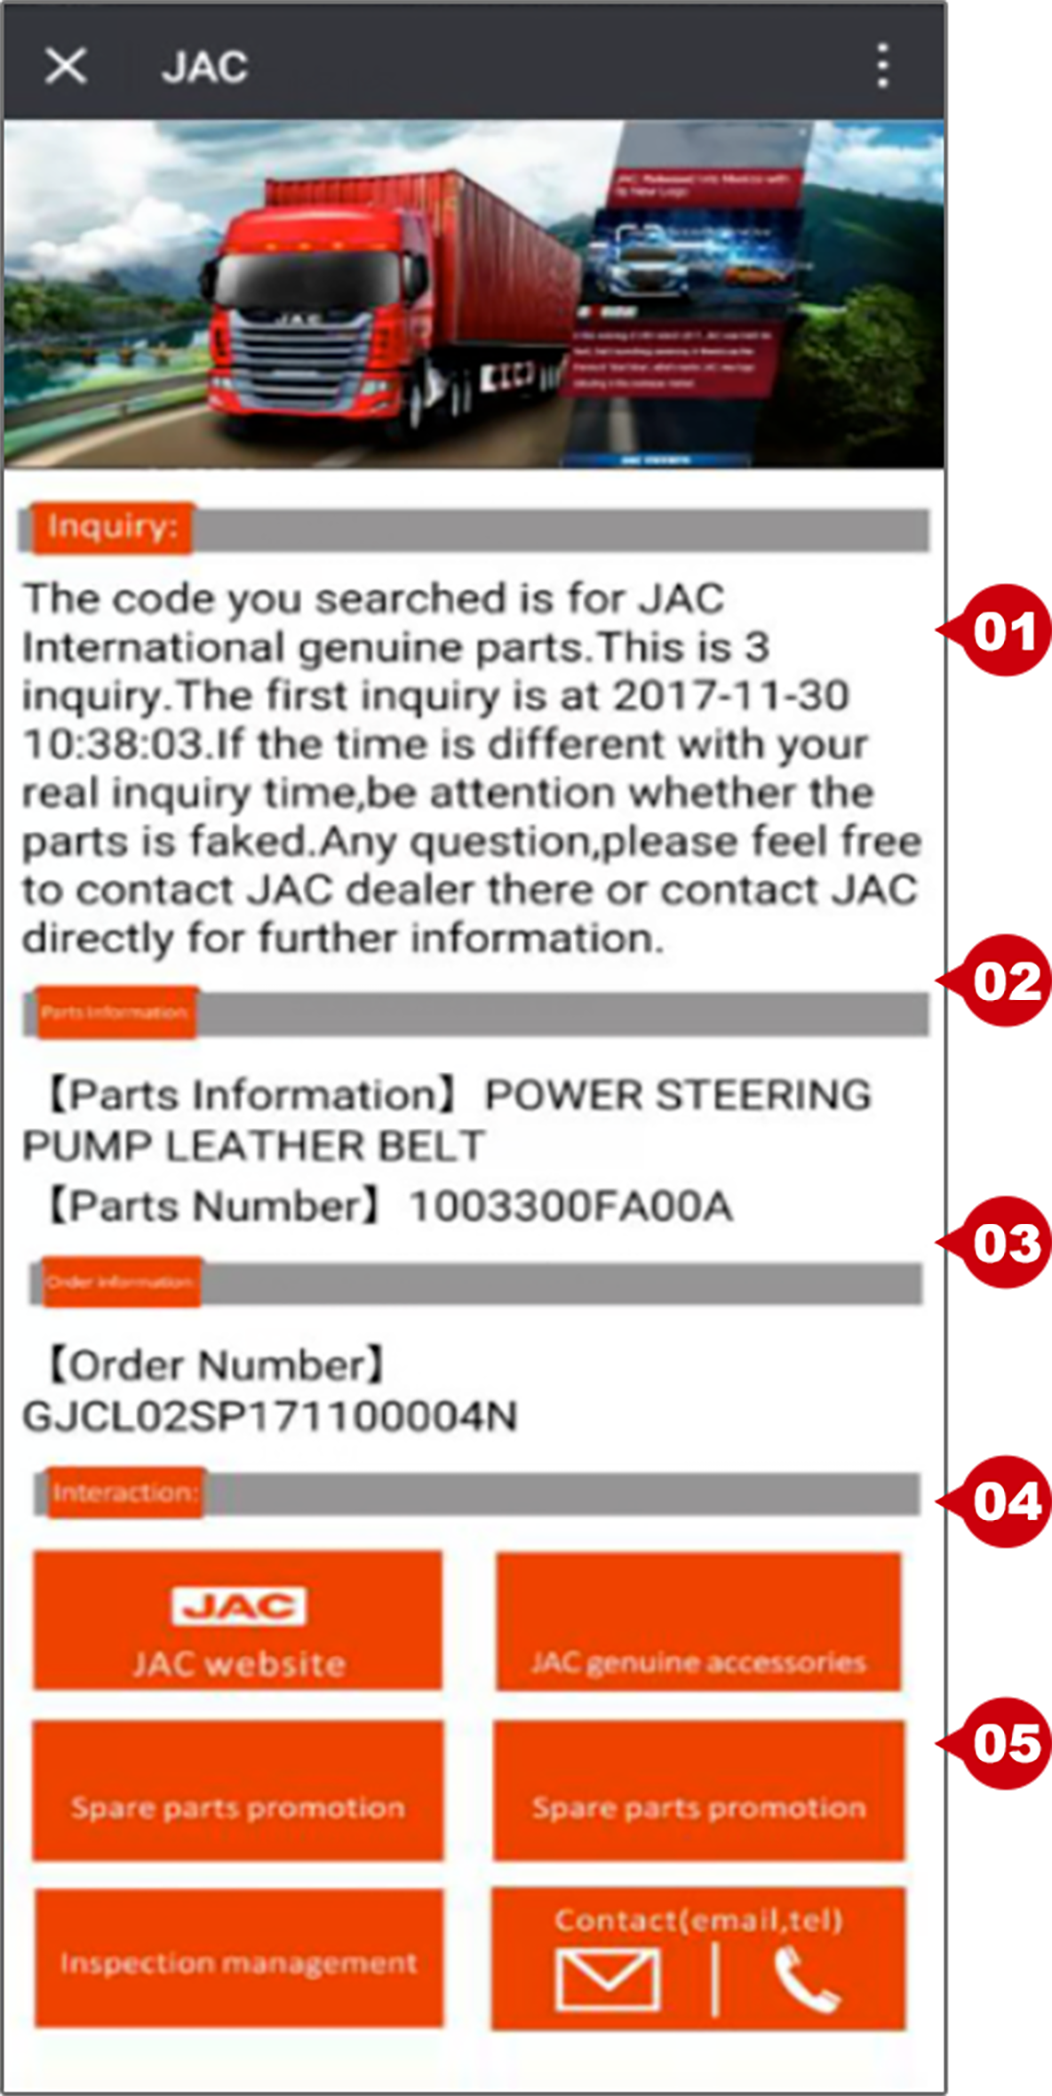 JAC
JAC
Inquiry:
The code you searched is for JAC
International genuine parts.This is 3
inquiry.The first inquiry is at 2017-11-30
10:38:03.If the time is different with your
real inquiry time,be attention whether the
parts is faked.Any question,please feel free
to contact JAC dealer there or contact JAC
directly for further information.
01
02
Parts Information:
【Parts Information】POWER STEERING
PUMP LEATHER BELT
【Parts Number】1003300FA00A
03
Order information:
【Order Number】
GJCL02SP171100004N
04
Interaction:
JAC
JAC website
JAC genuine accessories
05
Spare parts promotion
Spare parts promotion
Inspection management
Contact(email,tel)